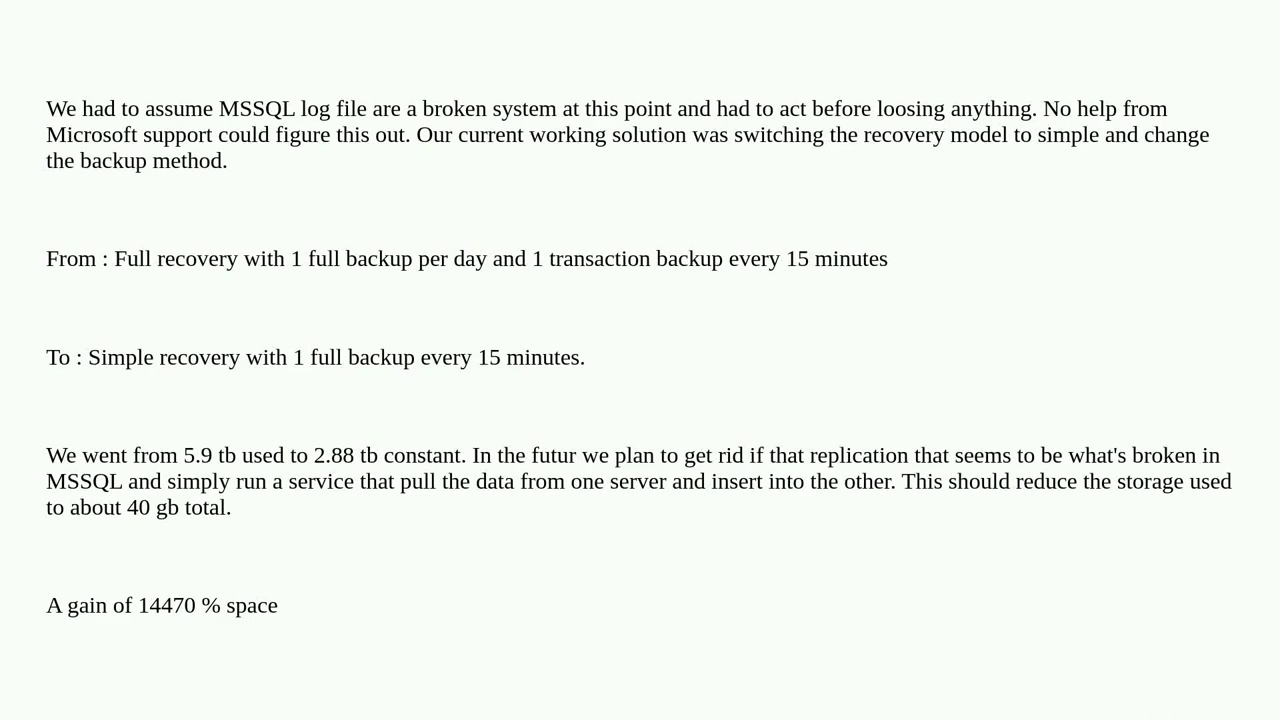 We had to assume MSSQL log file are a broken system at this point and had to act before loosing anything. No help from
Microsoft support could figure this out. Our current working solution was switching the recovery model to simple and change
the backup method.
From : Full recovery with 1 full backup per day and 1 transaction backup every 15 minutes
To : Simple recovery with 1 full backup every 15 minutes.
We went from 5.9 tb used to 2.88 tb constant. In the futur we plan to get rid if that replication that seems to be what's broken in
MSSQL and simply run a service that pull the data from one server and insert into the other. This should reduce the storage used
to about 40 gb total.
A gain of 14470 % space